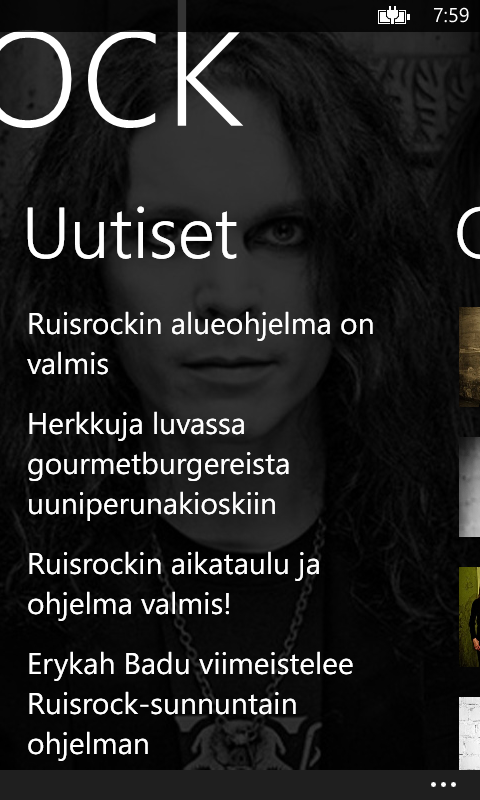 7:59
OCK
Uutiset
Ruisrockin alueohjelma on
valmis
Herkkuja luvassa
gourmetburgereista
uuniperunakioskiin
Ruisrockin aikataulu ja
ohjelma valmis!
Erykah Badu viimeistelee
Ruisrock-sunnuntain
ohjelman